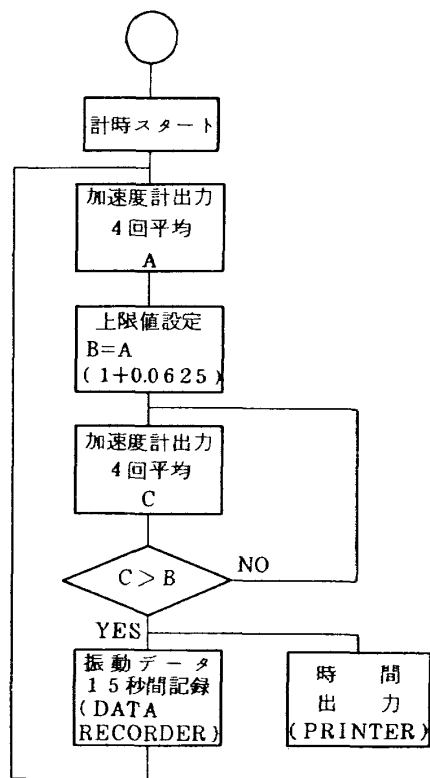 計時スタート
加速度計出力
4回平均
A
上限値設定
B=A
(1+0.0625)
加速度計出力
4回平均
C
C>B
NO
YES
振動データ
15秒間記録
(DATA
RECORDER)
時間
出力
(PRINTER)